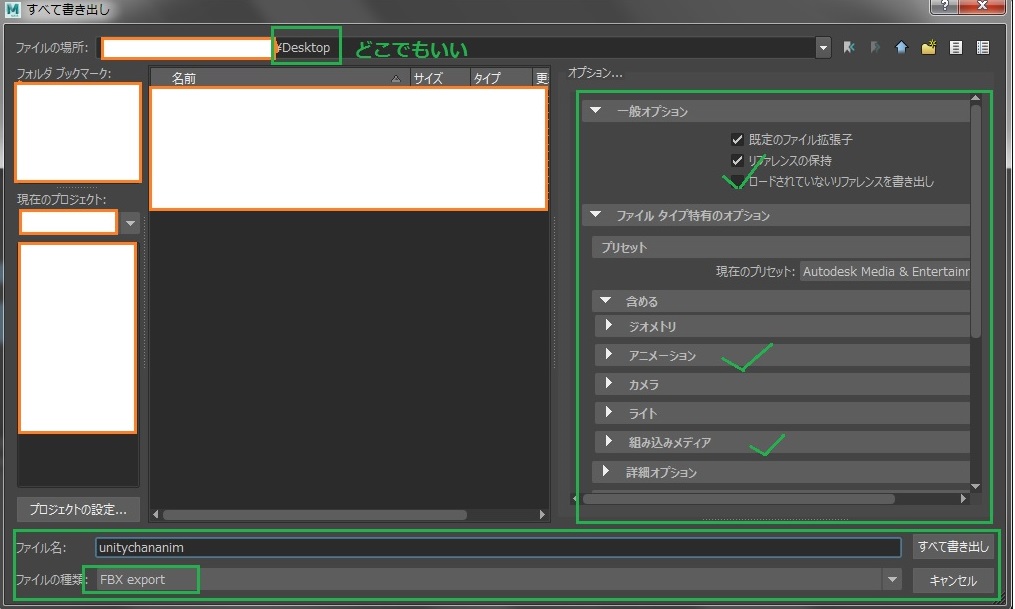 すべて書き出し
ファイルの場所:
¥Desktop
どこでもいい
フォルダ ブックマーク:
名前
サイズ
タイプ
更
オプション...
一般オプション
既定のファイル拡張子
リファレンスの保持
ロードされていないリファレンスを書き出し
現在のプロジェクト:
ファイル タイプ特有のオプション
プリセット
現在のプリセット: Autodesk Media & Entertainr
含める
ジオメトリ
アニメーション
カメラ
ライト
組み込みメディア
詳細オプション
プロジェクトの設定...
ファイル名: unitychananim
すべて書き出し
ファイルの種類: FBX export
キャンセル